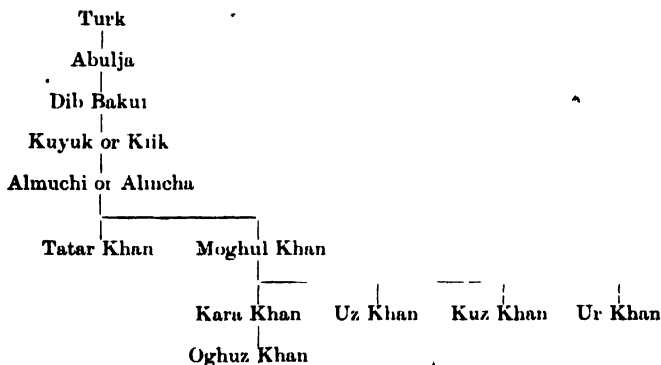 Turk
Abulja
Dib Bakui
Kuyuk or Kiik
Almuchi or Alincha
Tatar Khan Moghul Khan
Kara Khan Uz Khan Kuz Khan Ur Khan
Oghuz Khan